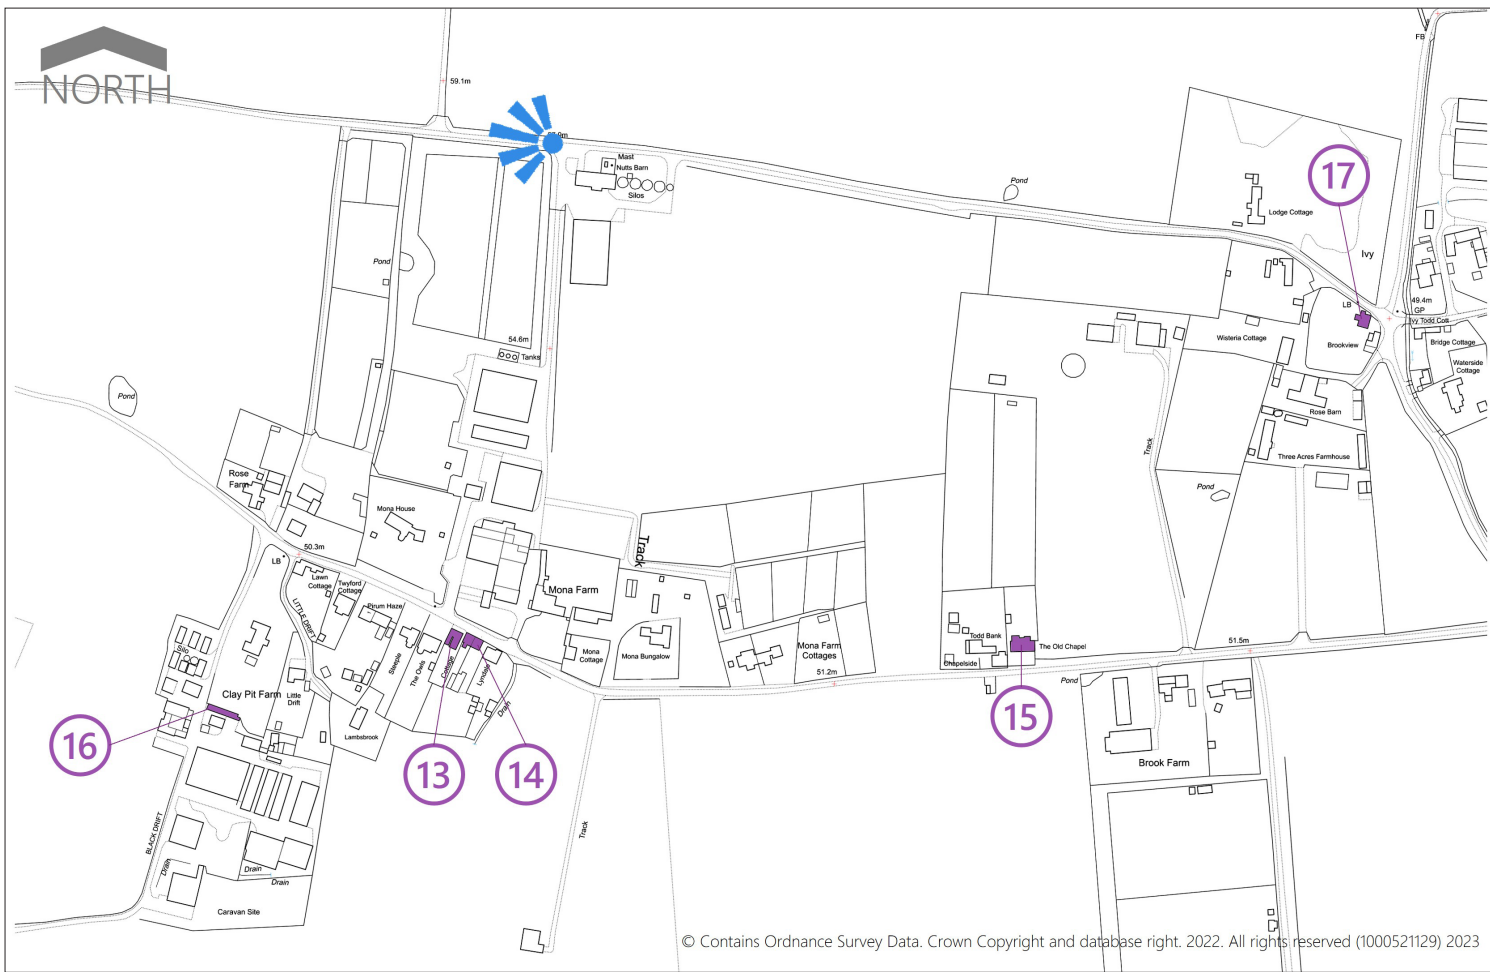 NORTH
59.1m
FB
Mast
Nutts Barn
Silos
Pond
17
Lodge Cottage
Ivy
Pond
LB
49.4m
GP
Ivy Todd Cott
54.6m
Tanks
Wisteria Cottage
Brookview
Bridge Cottage
Waterside
Cottage
Pond
Rose Barn
Track
Three Acres Farmhouse
Rose
Farm
Pond
Mona House
50.3m
Track
LB
Lawn
Cottage
Twyford
Cottage
Mona Farm
LITTLE DRIFT
Pirum Haze
Silo
Steeple
The Owls
Cottage
Lyndale
Mona
Cottage
Mona Bungalow
Mona Farm
Cottages
Todd Bank
The Old Chapel
Chapelside
51.5m
51.2m
Pond
Clay Pit Farm
Little
Drift
Drain
Lambsbrook
16
13
14
15
Brook Farm
BLACK DRIFT
Track
Drain
Drain
Drain
Caravan Site
© Contains Ordnance Survey Data. Crown Copyright and database right. 2022. All rights reserved (1000521129) 2023